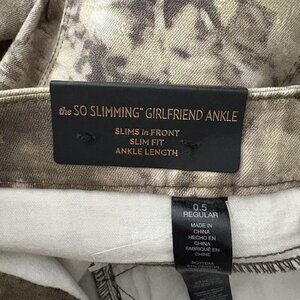 the SO SLIMMING™ GIRLFRIEND ANKLE
SLIMS in FRONT
SLIM FIT
ANKLE LENGTH
0.5
REGULAR
MADE IN
CHINA
HECHO EN
CHINA
FABRIQUÉ EN
CHINE
BOTTOM